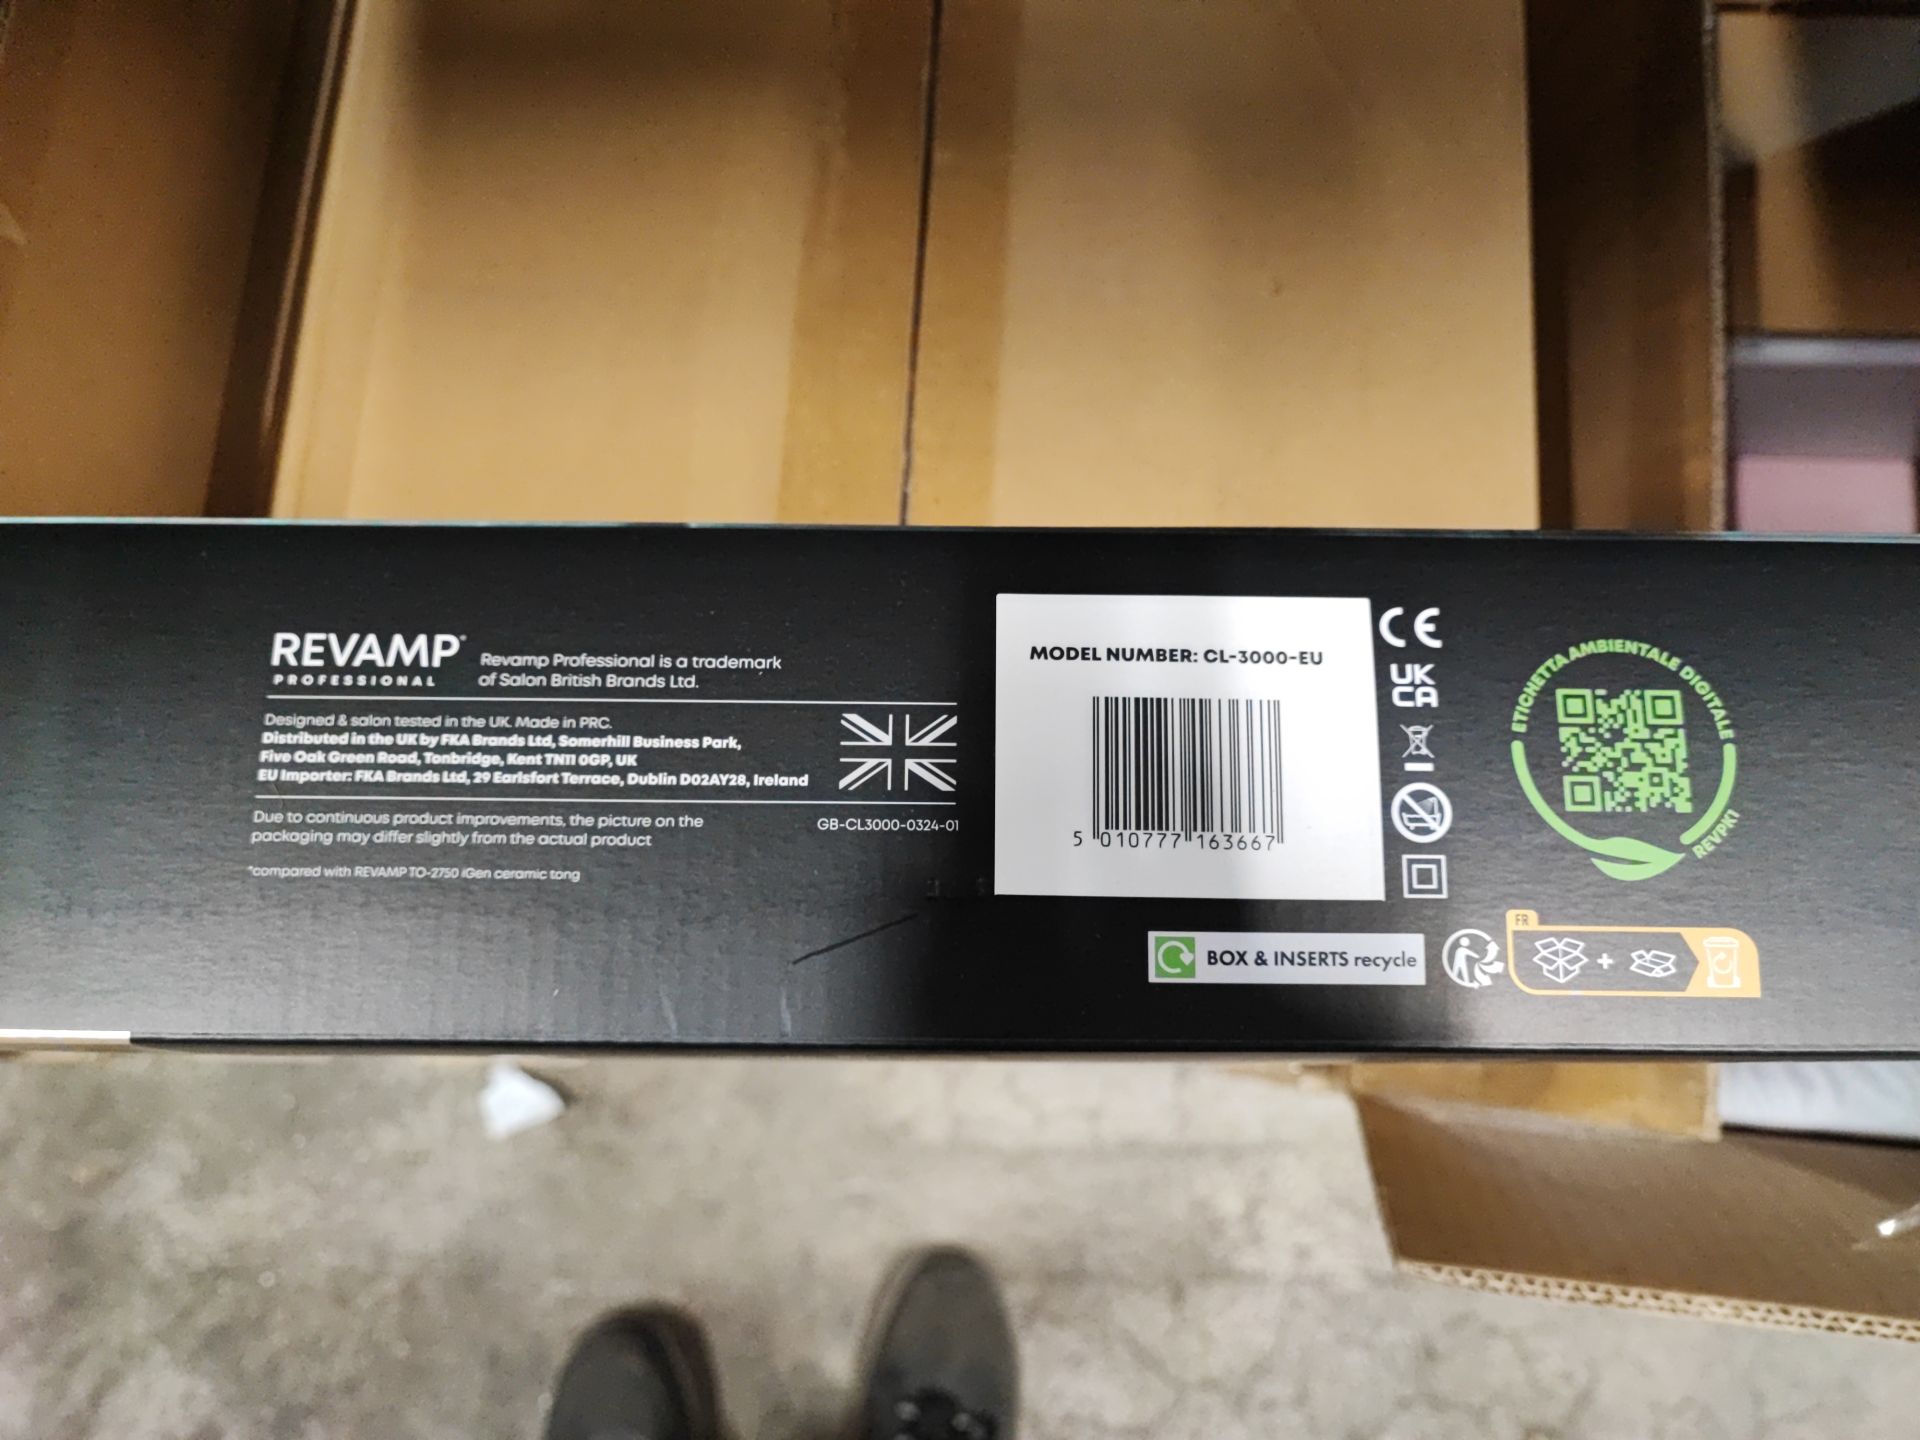 REVAMP®
PROFESSIONAL
Revamp Professional is a trademark
of Salon British Brands Ltd.
Designed & salon tested in the UK. Made in PRC.
Distributed in the UK by FKA Brands Ltd, Somerhill Business Park,
Five Oak Green Road, Tonbridge, Kent TN11 0GP, UK
EU Importer: FKA Brands Ltd, 29 Earlsfort Terrace, Dublin D02AY28, Ireland
Due to continuous product improvements, the picture on the
packaging may differ slightly from the actual product
GB-CL3000-0324-01
*compared with REVAMP TO-2750 iGen ceramic tong
MODEL NUMBER: CL-3000-EU
5 010777 163667
CE
UK
CA
ETICHETTA AMBIENTALE DIGITALE
REVPK1
BOX & INSERTS recycle
FR
+